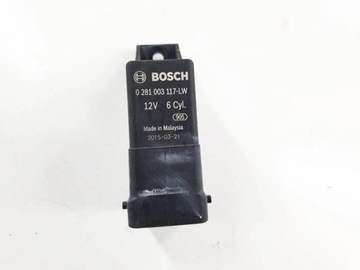 BOSCH
0 281 003 117-LW
12V 6 Cyl.
905
Made in Malaysia
2015-03-21